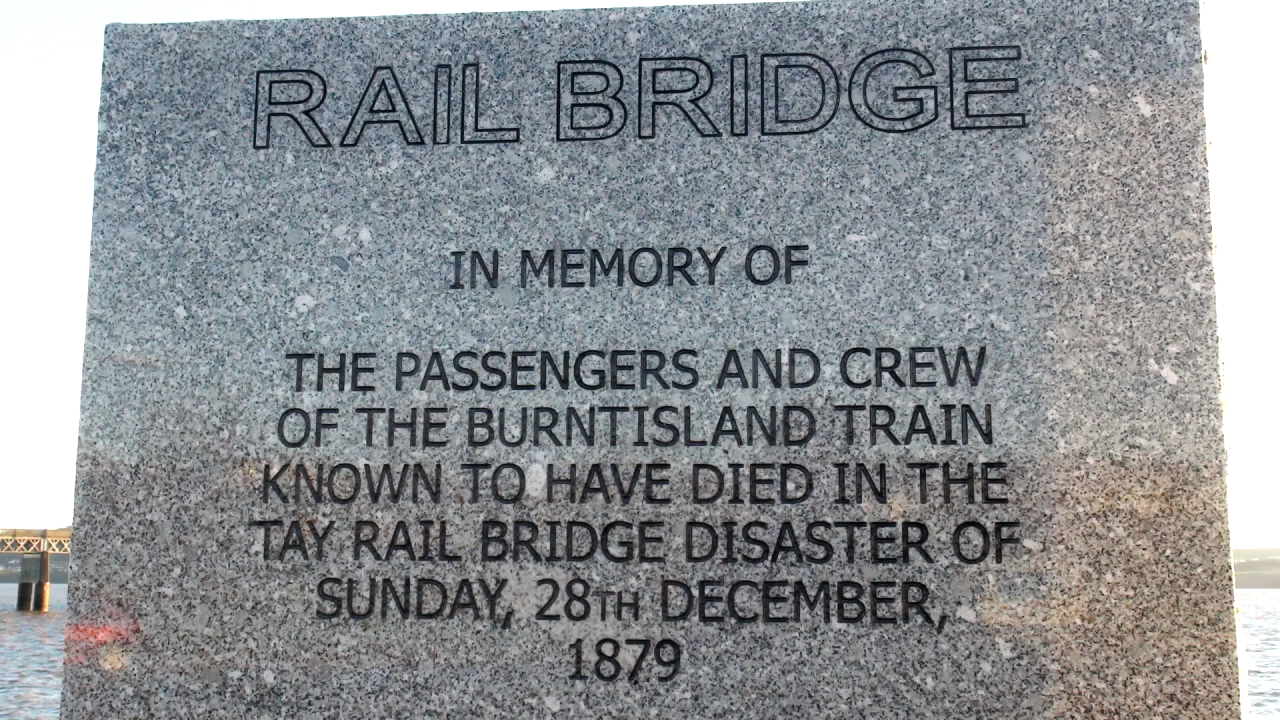 RAIL BRIDGE
IN MEMORY OF
THE PASSENGERS AND CREW
OF THE BURNTISLAND TRAIN
KNOWN TO HAVE DIED IN THE
TAY RAIL BRIDGE DISASTER OF
SUNDAY, 28TH DECEMBER,
1879